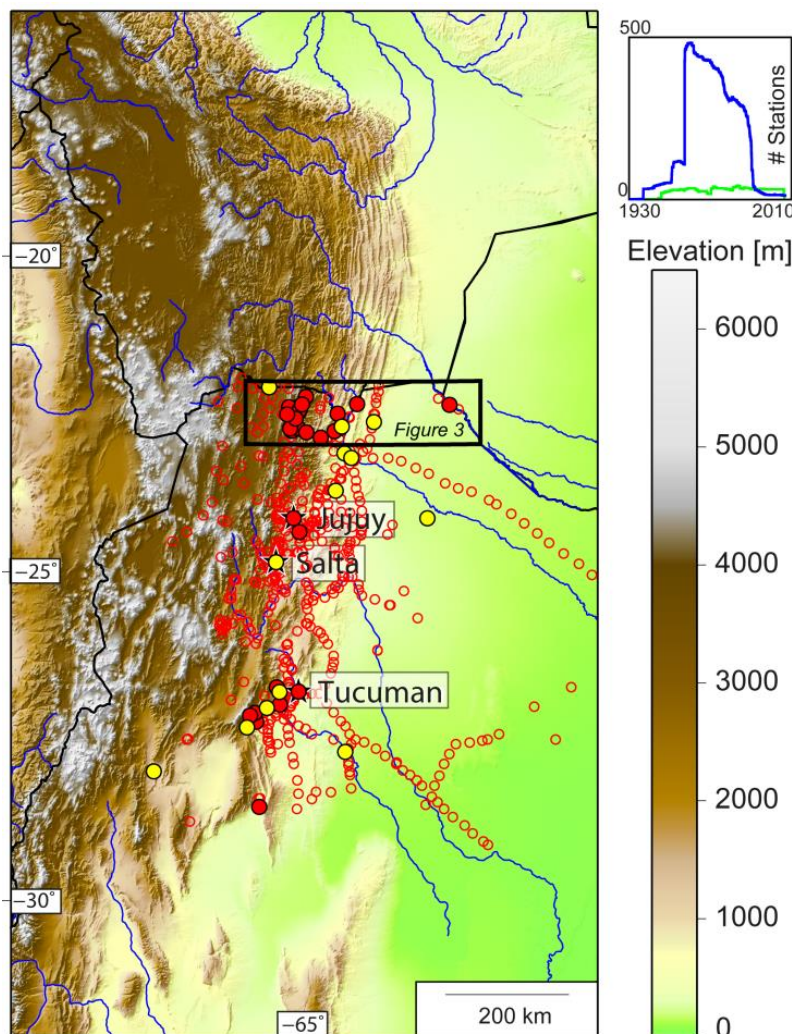 −20°
−25°
−30°
−65°
Figure 3
Jujuy
Salta
Tucuman
200 km
500
0
# Stations
1930
2010
Elevation [m]
6000
5000
4000
3000
2000
1000
0